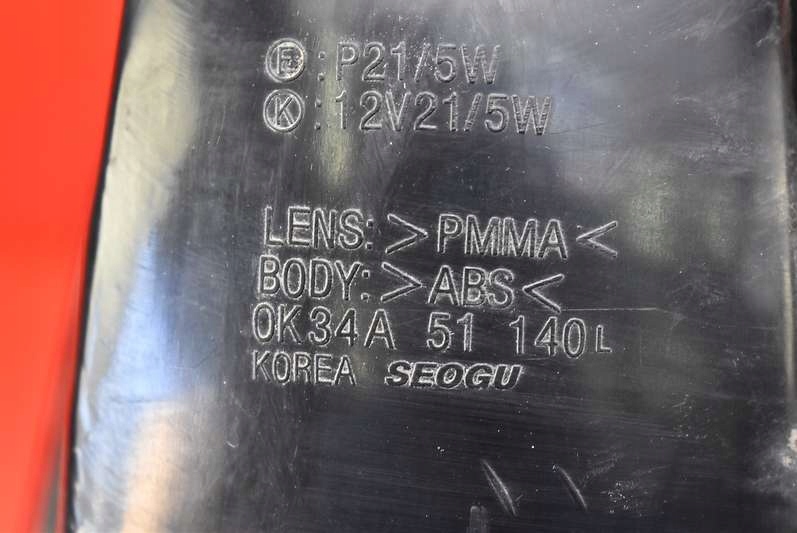 Ⓔ:P21/5W
Ⓚ:12V21/5W
LENS:>PMMA<
BODY:>ABS<
0K34A 51 140L
KOREA SEOGU